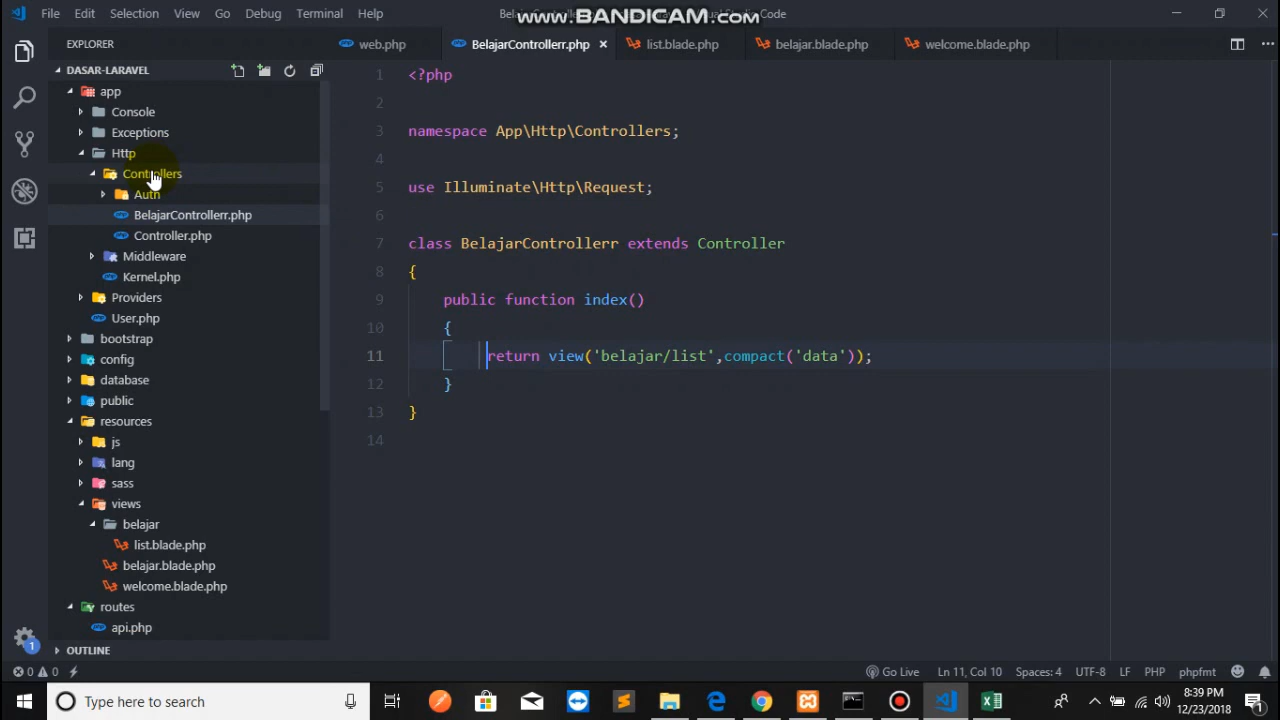 File Edit Selection View Go Debug Terminal Help
www.BANDICAM.com
EXPLORER
web.php BelajarControllerr.php × list.blade.php belajar.blade.php welcome.blade.php
DASAR-LARAVEL
app
Console
Exceptions
Http
Controllers
Auth
BelajarControllerr.php
Controller.php
Middleware
Kernel.php
Providers
User.php
bootstrap
config
database
public
resources
js
lang
sass
views
belajar
list.blade.php
belajar.blade.php
welcome.blade.php
routes
api.php
OUTLINE
1 <?php
2
3 namespace App\Http\Controllers;
4
5 use Illuminate\Http\Request;
6
7 class BelajarControllerr extends Controller
8 {
9 public function index()
10 {
11 return view('belajar/list',compact('data'));
12 }
13 }
14
1
0 0 Go Live Ln 11, Col 10 Spaces: 4 UTF-8 LF PHP phpfmt
Type here to search
8:39 PM
12/23/2018
1